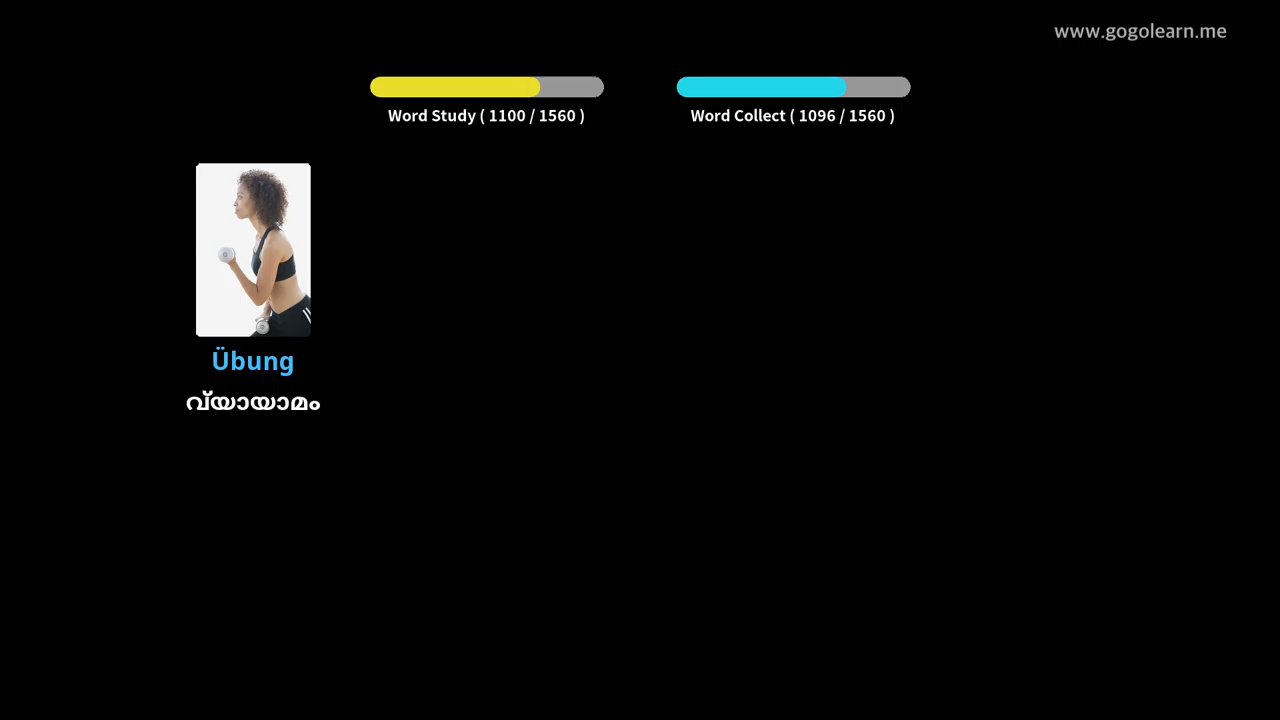 www.gogolearn.me
Word Study ( 1100 / 1560 )
Word Collect ( 1096 / 1560 )
Übung
വ്യായാമം